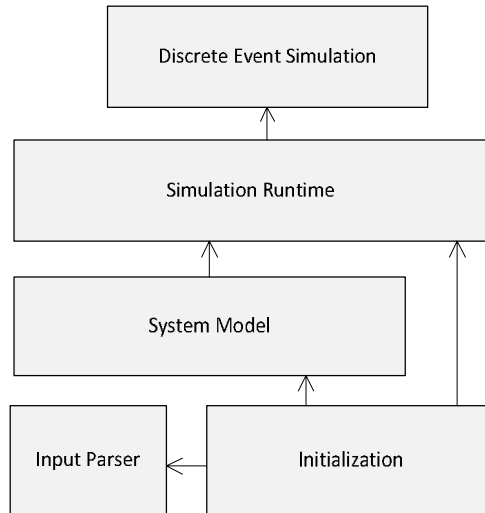 Discrete Event Simulation
Simulation Runtime
System Model
Input Parser
Initialization